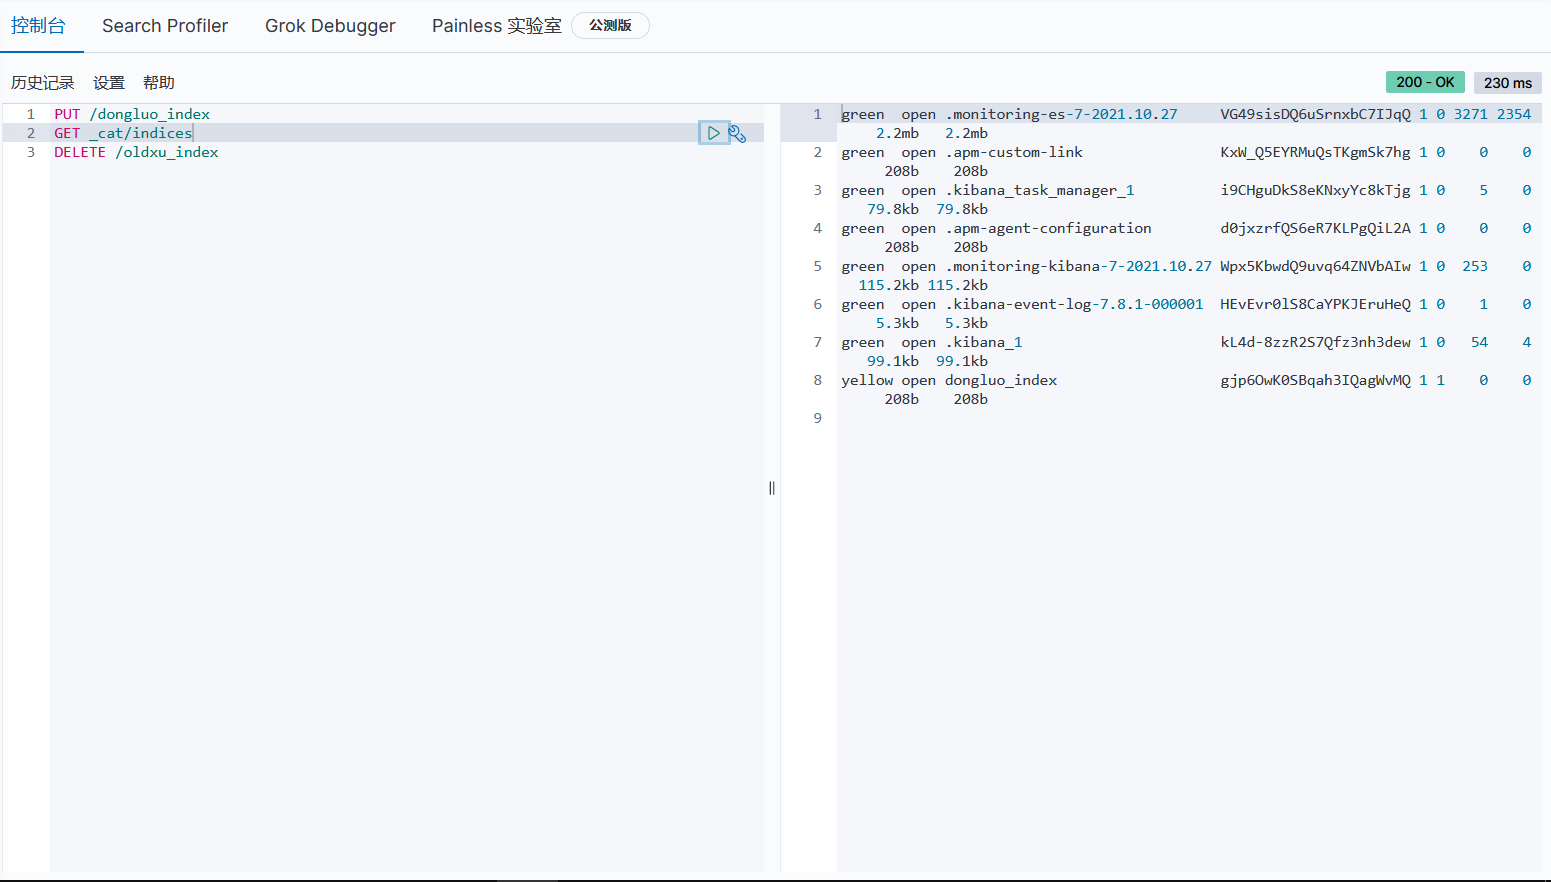 控制台 Search Profiler Grok Debugger Painless 实验室 公测版
历史记录 设置 帮助
200 - OK 230 ms
1 PUT /dongluo_index
2 GET _cat/indices
3 DELETE /oldxu_index
1 green open .monitoring-es-7-2021.10.27 VG49sisDQ6uSrnxbC7IJqQ 1 0 3271 2354
2.2mb 2.2mb
2 green open .apm-custom-link KxW_Q5EYRMuQsTKgmSk7hg 1 0 0 0
208b 208b
3 green open .kibana_task_manager_1 i9CHguDkS8eKNxyYc8kTjg 1 0 5 0
79.8kb 79.8kb
4 green open .apm-agent-configuration d0jxzrfQS6eR7KLPgQiL2A 1 0 0 0
208b 208b
5 green open .monitoring-kibana-7-2021.10.27 Wpx5KbwdQ9uvq64ZNVbAIw 1 0 253 0
115.2kb 115.2kb
6 green open .kibana-event-log-7.8.1-000001 HEvEvr0lS8CaYPKJEruHeQ 1 0 1 0
5.3kb 5.3kb
7 green open .kibana_1 kL4d-8zzR2S7Qfz3nh3dew 1 0 54 4
99.1kb 99.1kb
8 yellow open dongluo_index gjp6OwK0SBqah3IQagWvMQ 1 1 0 0
208b 208b
9